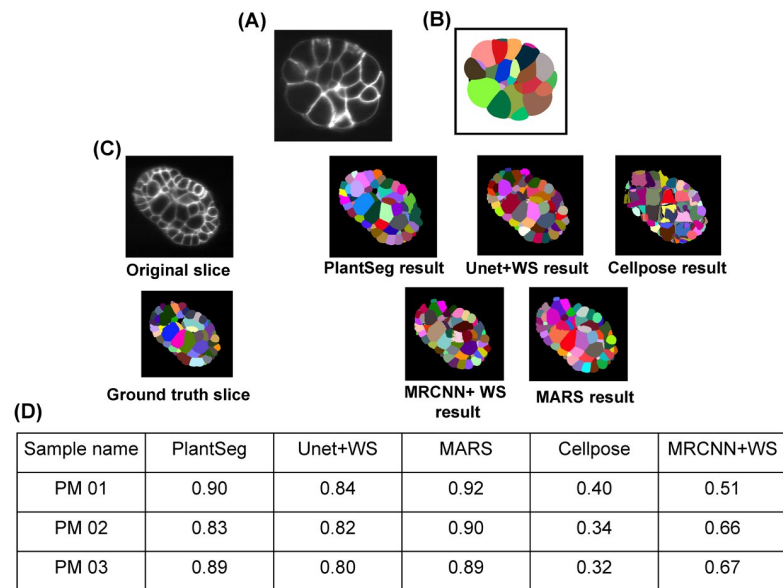 (A)
(B)
(C)
Original slice
PlantSeg result
Unet+WS result
Cellpose result
Ground truth slice
MRCNN+ WS
result
MARS result
(D)
Sample name PlantSeg Unet+WS MARS Cellpose MRCNN+WS
PM 01 0.90 0.84 0.92 0.40 0.51
PM 02 0.83 0.82 0.90 0.34 0.66
PM 03 0.89 0.80 0.89 0.32 0.67